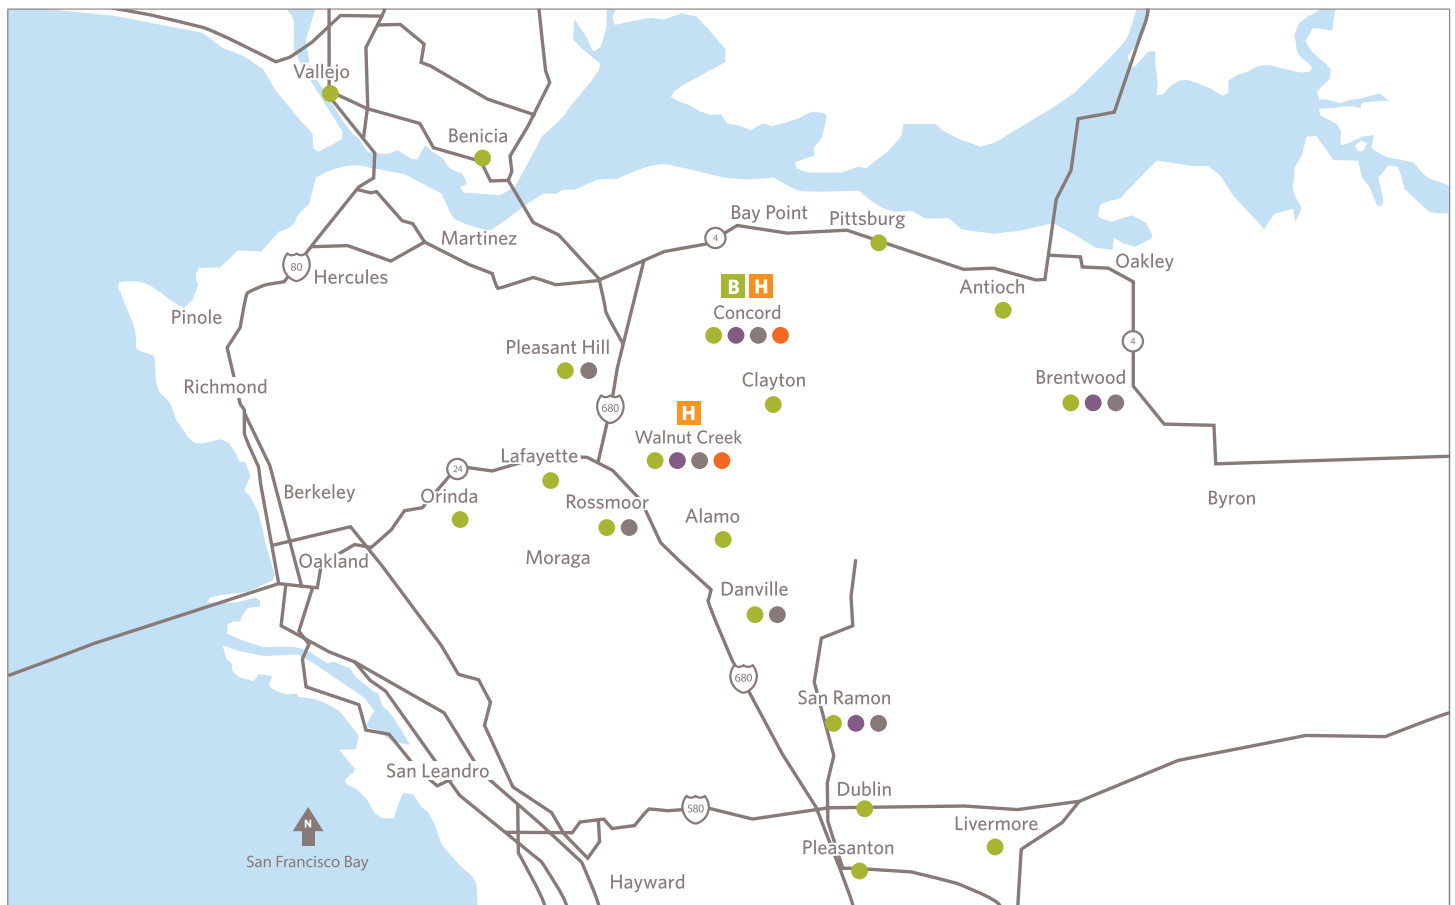 Vallejo
Benicia
Bay Point
Pittsburg
4
Martinez
80
Hercules
Oakley
B H
Antioch
Concord
Pinole
4
Pleasant Hill
Brentwood
Richmond
Clayton
680
H
Walnut Creek
Lafayette
24
Berkeley
Orinda
Rossmoor
Byron
Alamo
Oakland
Moraga
Danville
680
San Ramon
San Leandro
Dublin
580
N
Livermore
Pleasanton
San Francisco Bay
Hayward